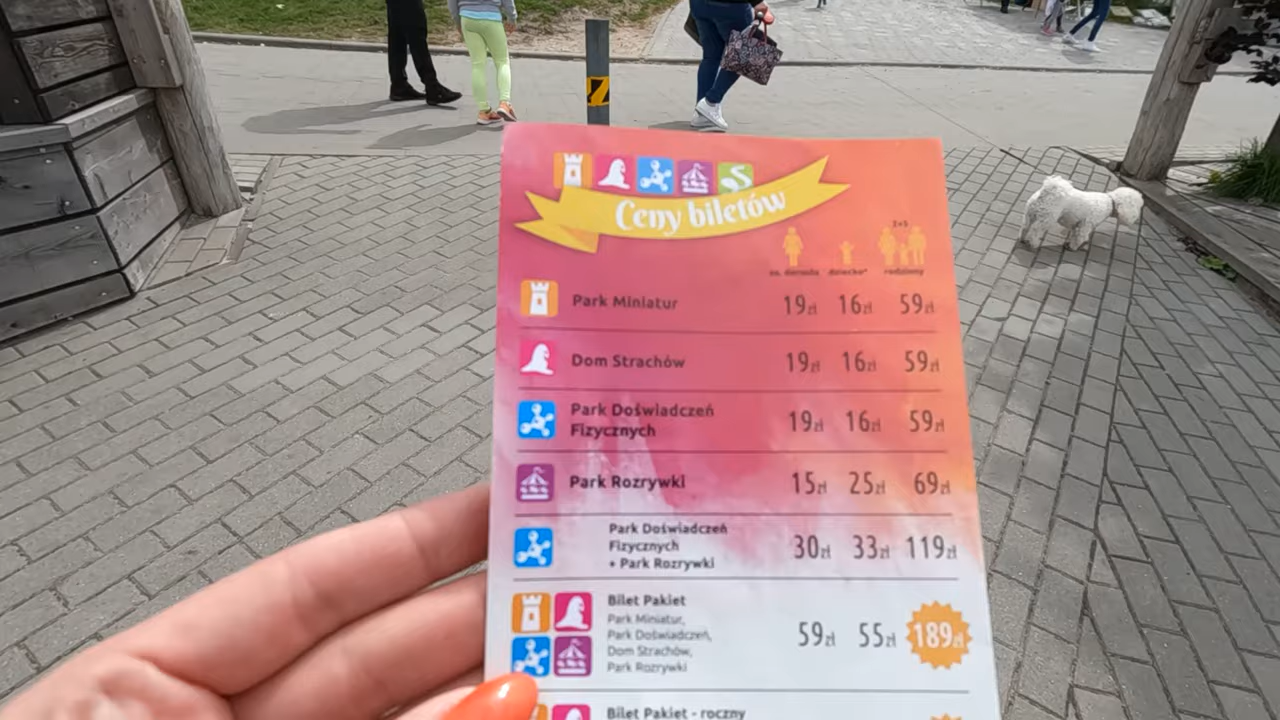 Ceny biletów
2+3
os. dorosła dziecko* rodzinny
Park Miniatur 19zł 16zł 59zł
Dom Strachów 19zł 16zł 59zł
Park Doświadczeń
Fizycznych 19zł 16zł 59zł
Park Rozrywki 15zł 25zł 69zł
Park Doświadczeń
Fizycznych
+ Park Rozrywki 30zł 33zł 119zł
Bilet Pakiet
Park Miniatur,
Park Doświadczeń,
Dom Strachów,
Park Rozrywki 59zł 55zł 189zł
Bilet Pakiet - roczny